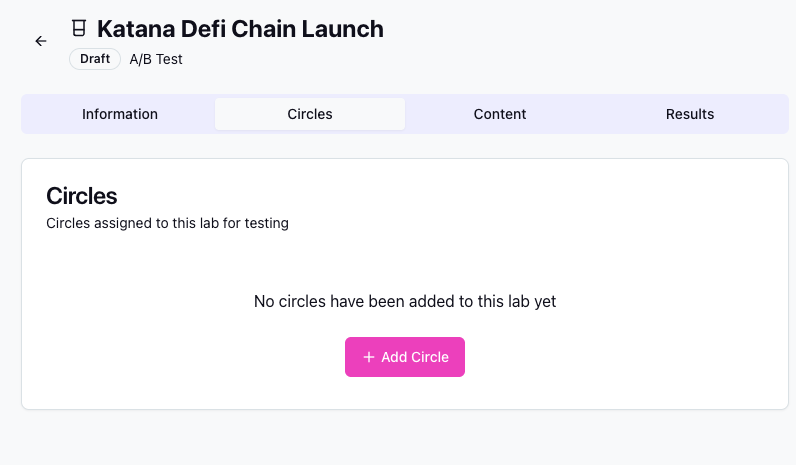 Katana Defi Chain Launch
Draft A/B Test
Information Circles Content Results
Circles
Circles assigned to this lab for testing
No circles have been added to this lab yet
+ Add Circle